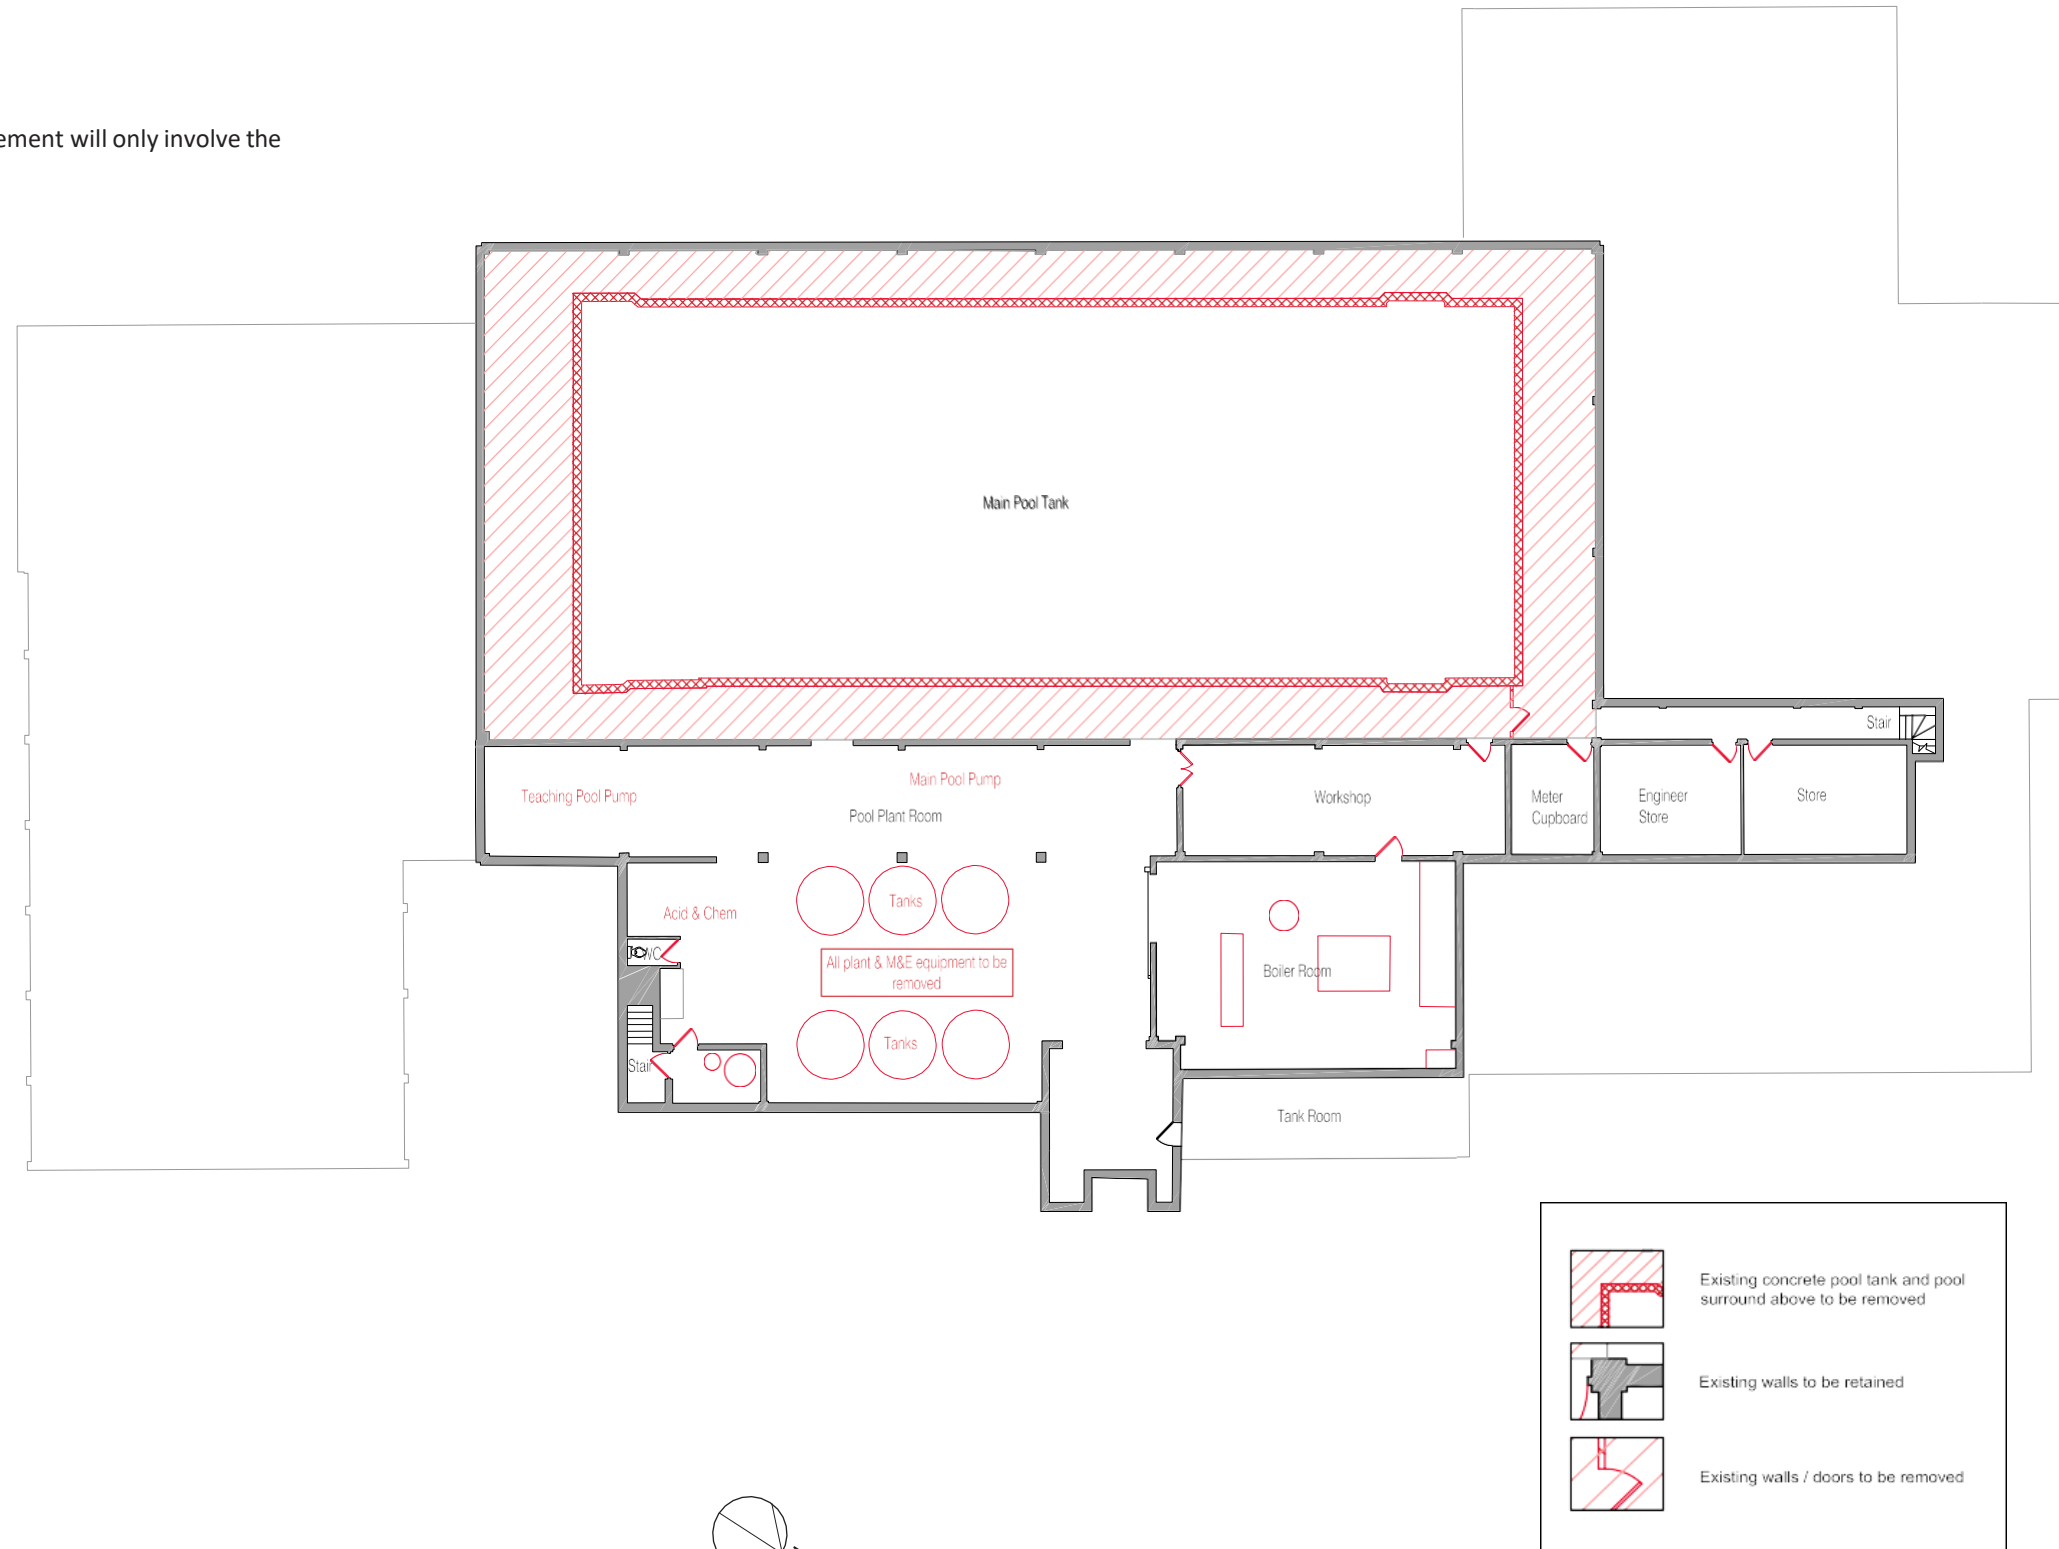 ement will only involve the
Main Pool Tank
Stair
Main Pool Pump
Teaching Pool Pump
Pool Plant Room
Workshop
Meter
Cupboard
Engineer
Store
Store
Tanks
Acid & Chem
WC
All plant & M&E equipment to be
removed
Boiler Room
Tanks
Stair
Tank Room
Existing concrete pool tank and pool
surround above to be removed
Existing walls to be retained
Existing walls / doors to be removed